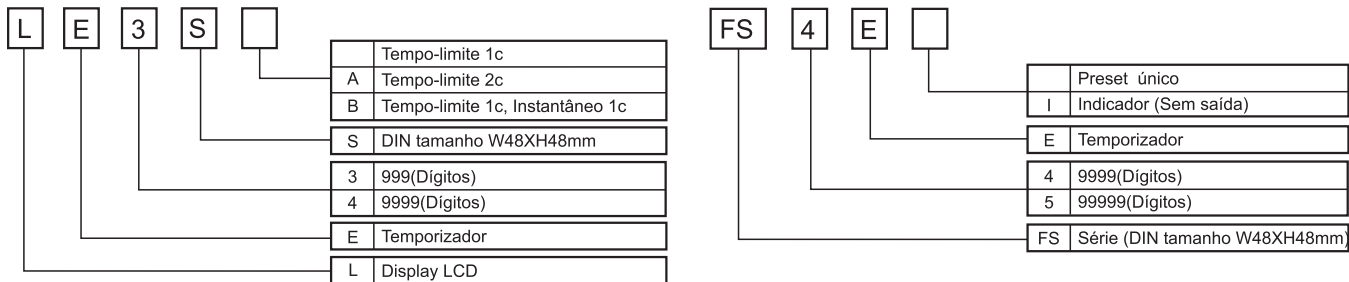 L E 3 S
Tempo-limite 1c
A Tempo-limite 2c
B Tempo-limite 1c, Instantâneo 1c
S DIN tamanho W48XH48mm
3 999(Dígitos)
4 9999(Dígitos)
E Temporizador
L Display LCD
FS 4 E
Preset único
I Indicador (Sem saída)
E Temporizador
4 9999(Dígitos)
5 99999(Dígitos)
FS Série (DIN tamanho W48XH48mm)